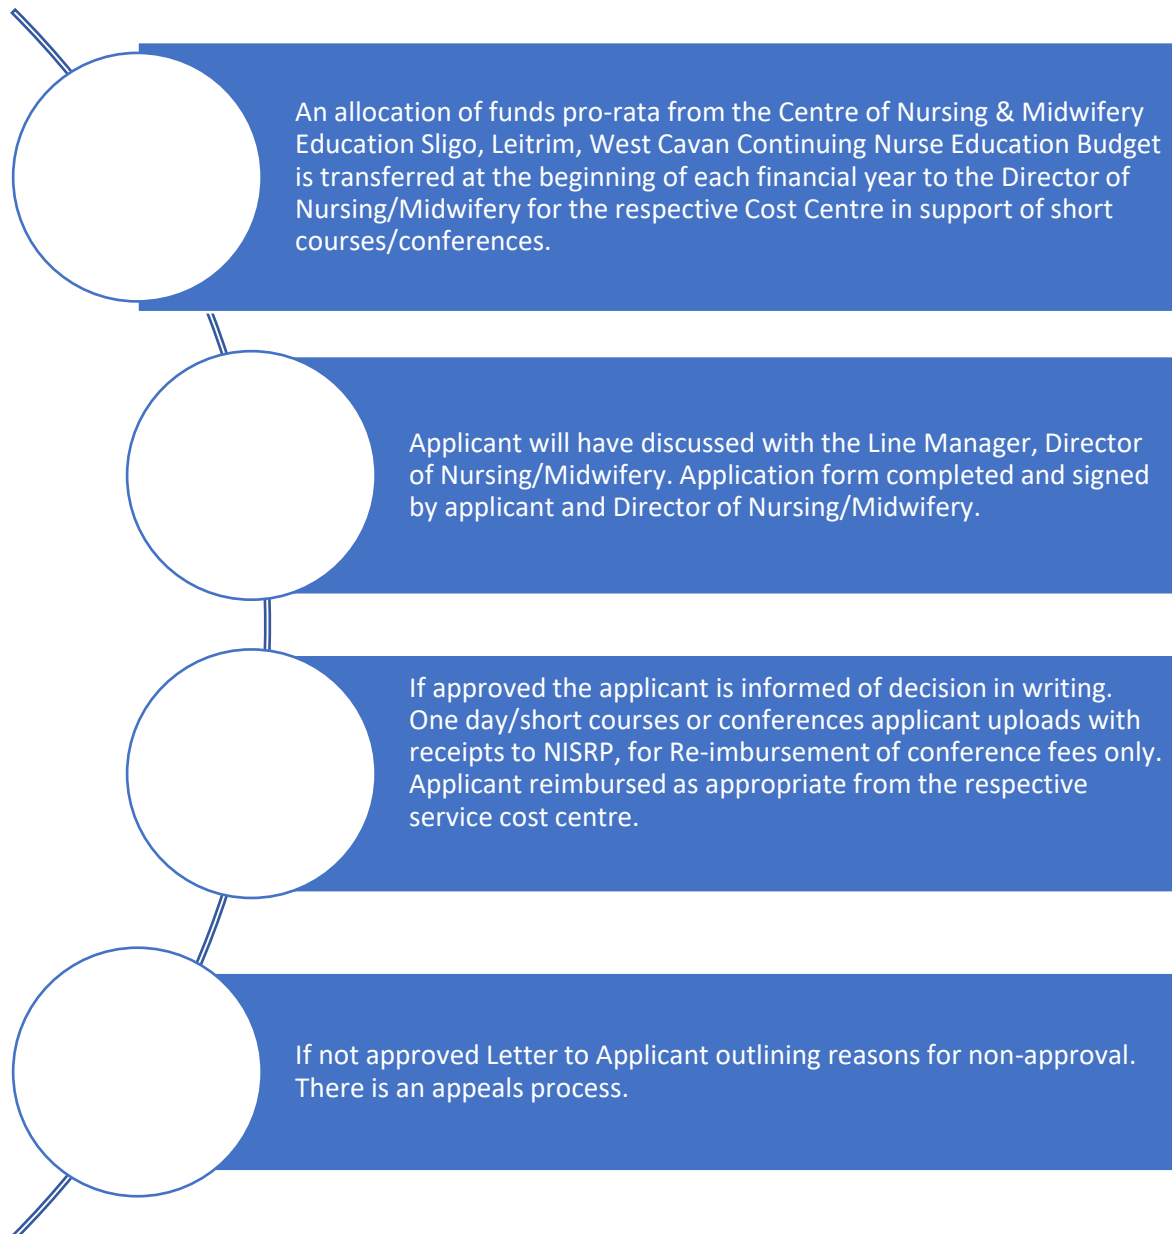 An allocation of funds pro-rata from the Centre of Nursing & Midwifery
Education Sligo, Leitrim, West Cavan Continuing Nurse Education Budget
is transferred at the beginning of each financial year to the Director of
Nursing/Midwifery for the respective Cost Centre in support of short
courses/conferences.
Applicant will have discussed with the Line Manager, Director
of Nursing/Midwifery. Application form completed and signed
by applicant and Director of Nursing/Midwifery.
If approved the applicant is informed of decision in writing.
One day/short courses or conferences applicant uploads with
receipts to NISRP, for Re-imbursement of conference fees only.
Applicant reimbursed as appropriate from the respective
service cost centre.
If not approved Letter to Applicant outlining reasons for non-approval.
There is an appeals process.